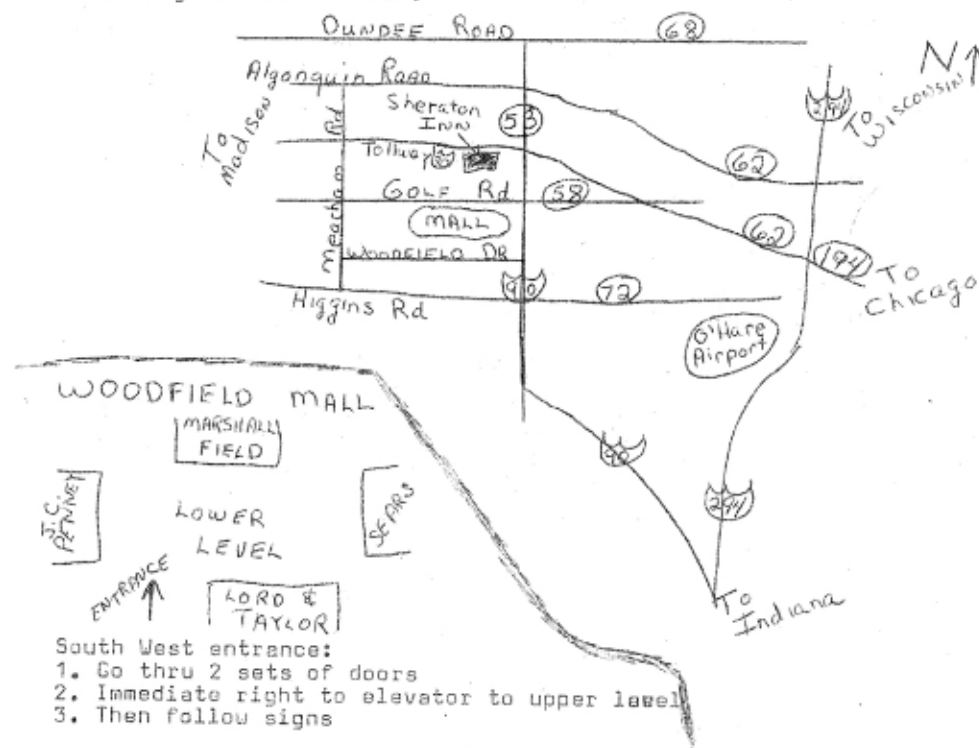 DUNDEE ROAD
68
N
Algonquin Road
294
To Wisconsin
Sheraton
INN
53
To
Madison
Meacham Rd
Tollway
62
GOLF Rd
58
MALL
62
WOODFIELD DR
194
To
Chicago
90
72
Higgins Rd
O'Hare
Airport
WOODFIELD MALL
MARSHALL
FIELD
90
J.C.
PENNEY
SEARS
294
LOWER
LEVEL
ENTRANCE
LORD &
TAYLOR
To
Indiana
South West entrance:
1. Go thru 2 sets of doors
2. Immediate right to elevator to upper level
3. Then follow signs